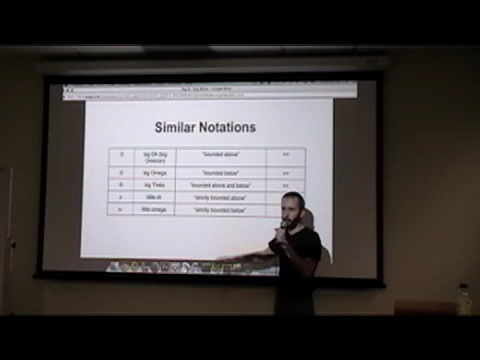 Similar Notations
big Oh (big
Omicron)
"bounded above"
big Omega
"bounded below"
big Theta
"bounded above and below"
little oh
"strictly bounded above"
little omega
"strictly bounded below"